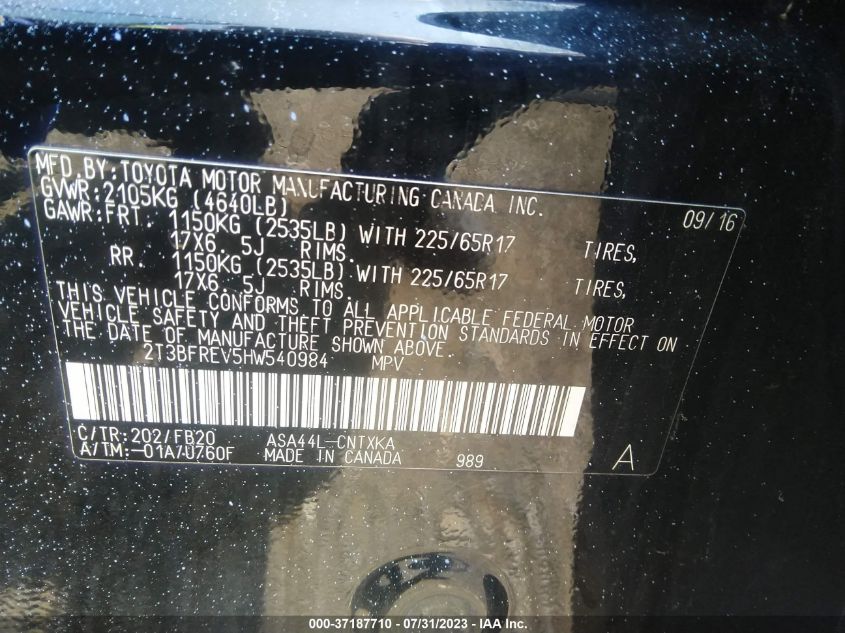 MFD.BY:TOYOTA MOTOR MANUFACTURING CANADA INC. 09/16
GVWR:2105KG (4640LB)
GAWR:FRT. 1150KG (2535LB) WITH 225/65R17 TIRES,
17X6. 5J RIMS.
RR. 1150KG (2535LB) WITH 225/65R17 TIRES,
17X6. 5J RIMS.
THIS VEHICLE CONFORMS TO ALL APPLICABLE FEDERAL MOTOR
VEHICLE SAFETY AND THEFT PREVENTION STANDARDS IN EFFECT ON
THE DATE OF MANUFACTURE SHOWN ABOVE.
2T3BFREV5HW540984 MPV
C/TR:202/FB20 ASA44L-CNTXKA
A/TM:-01A/U760F MADE IN CANADA 989 A
000-37187710 - 07/31/2023 - IAA Inc.